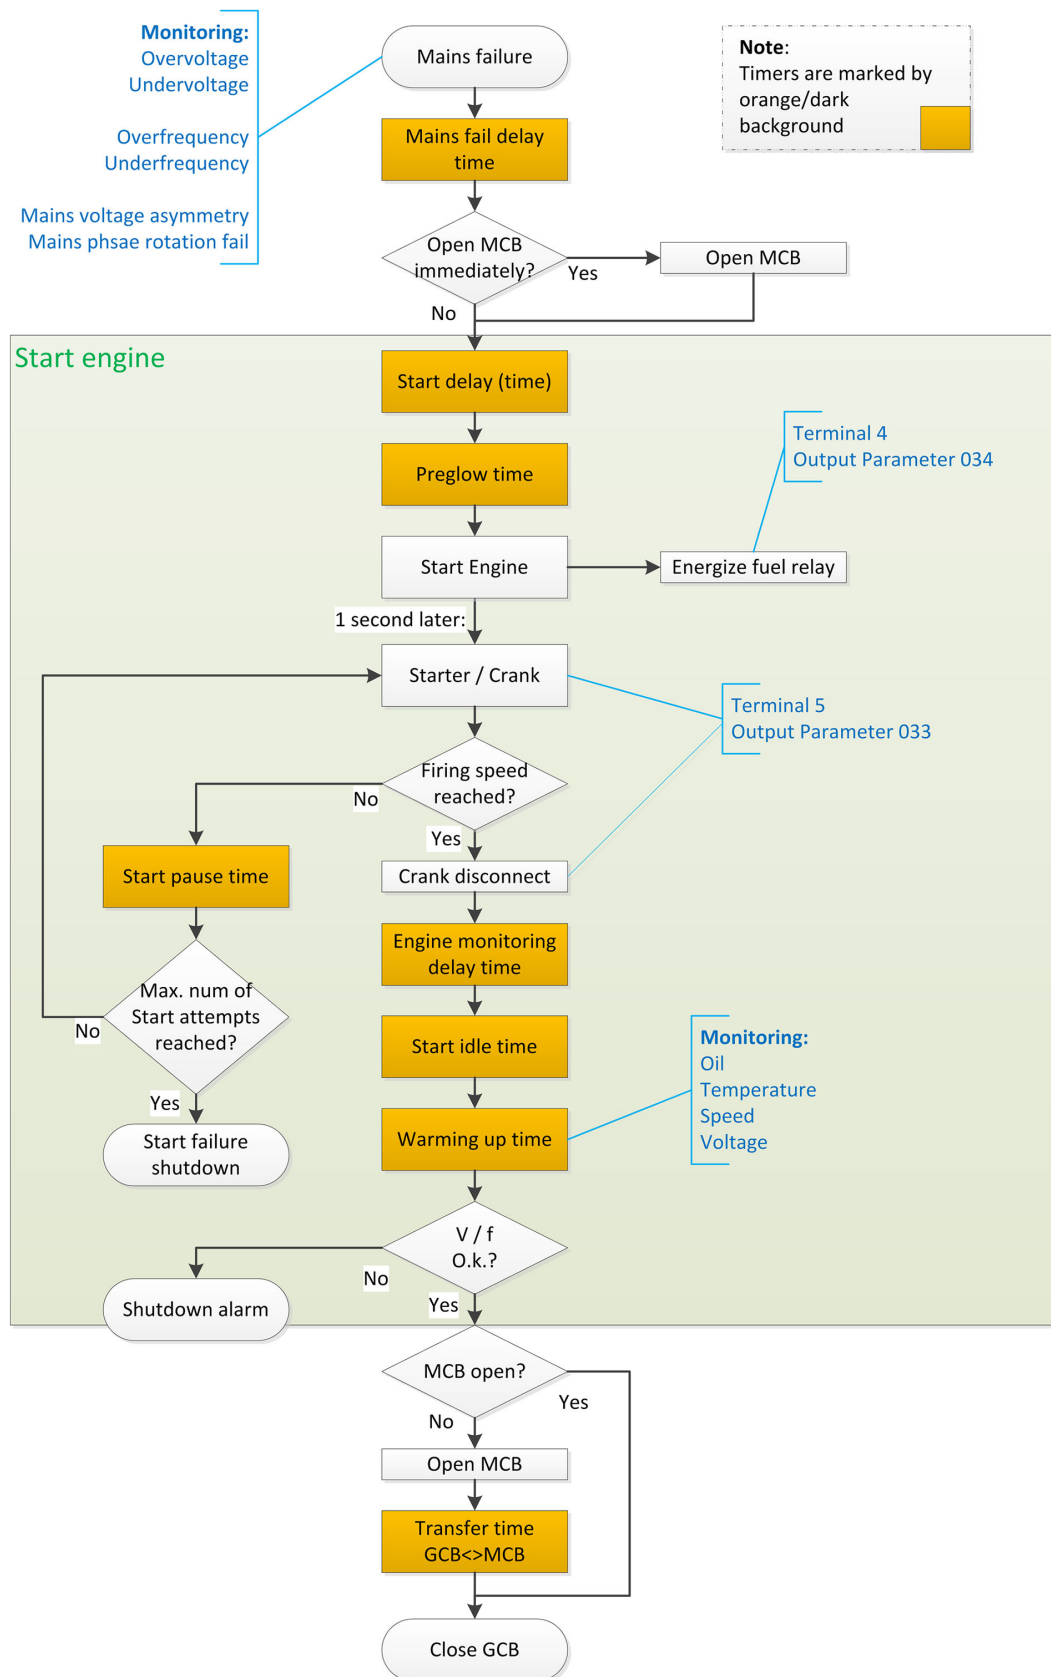 Monitoring:
Overvoltage
Undervoltage
Overfrequency
Underfrequency
Mains voltage asymmetry
Mains phsae rotation fail
Mains failure
Note:
Timers are marked by
orange/dark
background
Mains fail delay
time
Open MCB
immediately?
Yes
Open MCB
No
Start engine
Start delay (time)
Preglow time
Terminal 4
Output Parameter 034
Start Engine
Energize fuel relay
1 second later:
Starter / Crank
Terminal 5
Output Parameter 033
Firing speed
reached?
No
Yes
Start pause time
Crank disconnect
Engine monitoring
delay time
Max. num of
Start attempts
reached?
No
Yes
Start failure
shutdown
Start idle time
Monitoring:
Oil
Temperature
Speed
Voltage
Warming up time
V / f
O.k.?
No
Yes
Shutdown alarm
MCB open?
Yes
No
Open MCB
Transfer time
GCB<>MCB
Close GCB